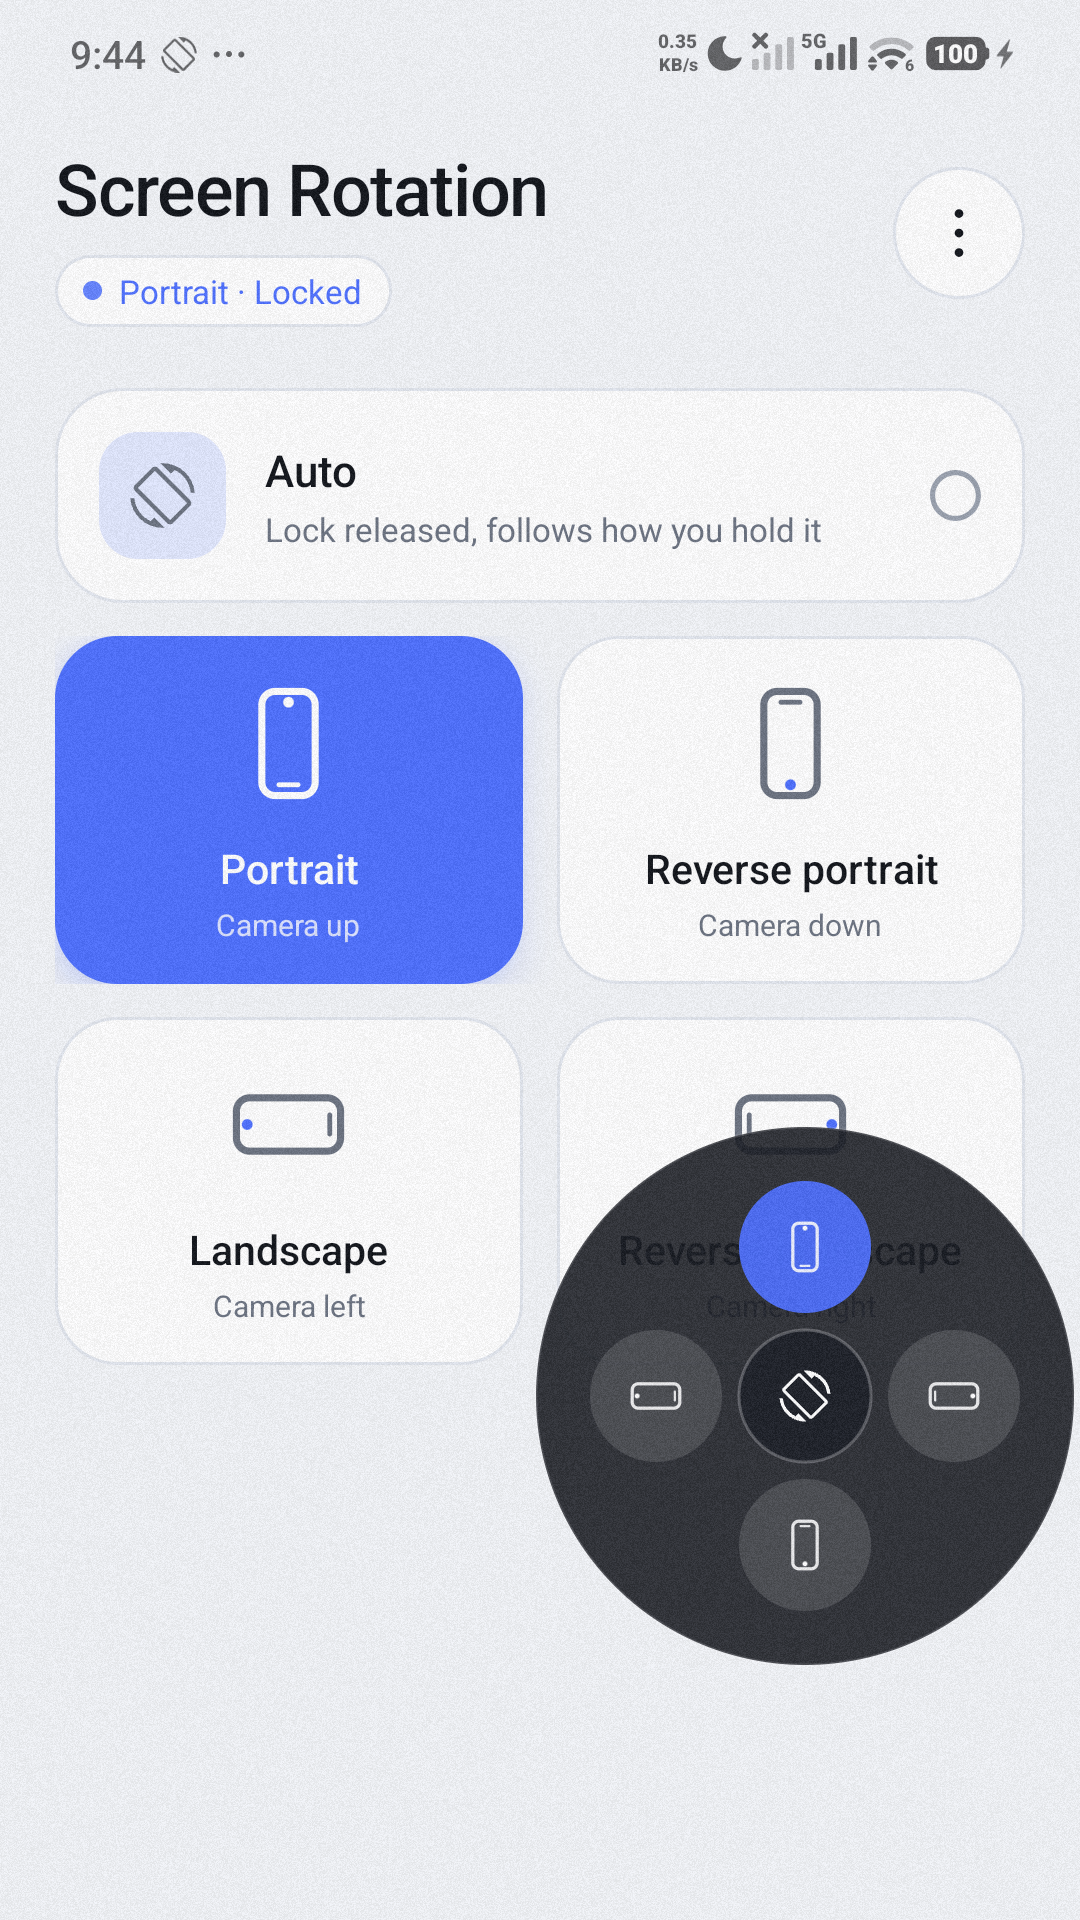 9:44
0.35 KB/s
5G
6
100
Screen Rotation
Portrait · Locked
Auto
Lock released, follows how you hold it
Portrait
Camera up
Reverse portrait
Camera down
Landscape
Camera left